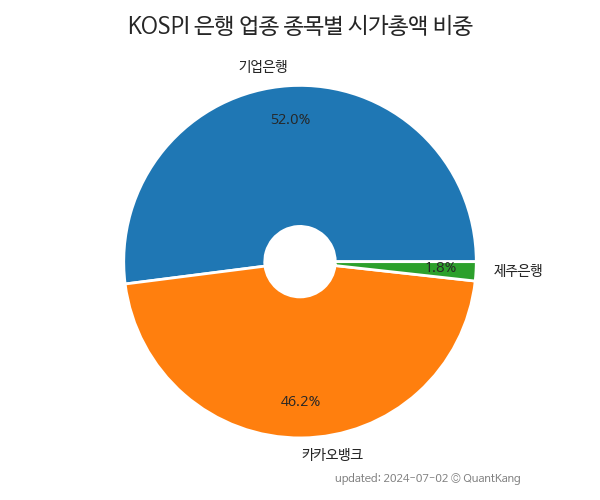 KOSPI 은행 업종 종목별 시가총액 비중
기업은행
52.0%
1.8%
제주은행
46.2%
카카오뱅크
updated: 2024-07-02 © QuantKang